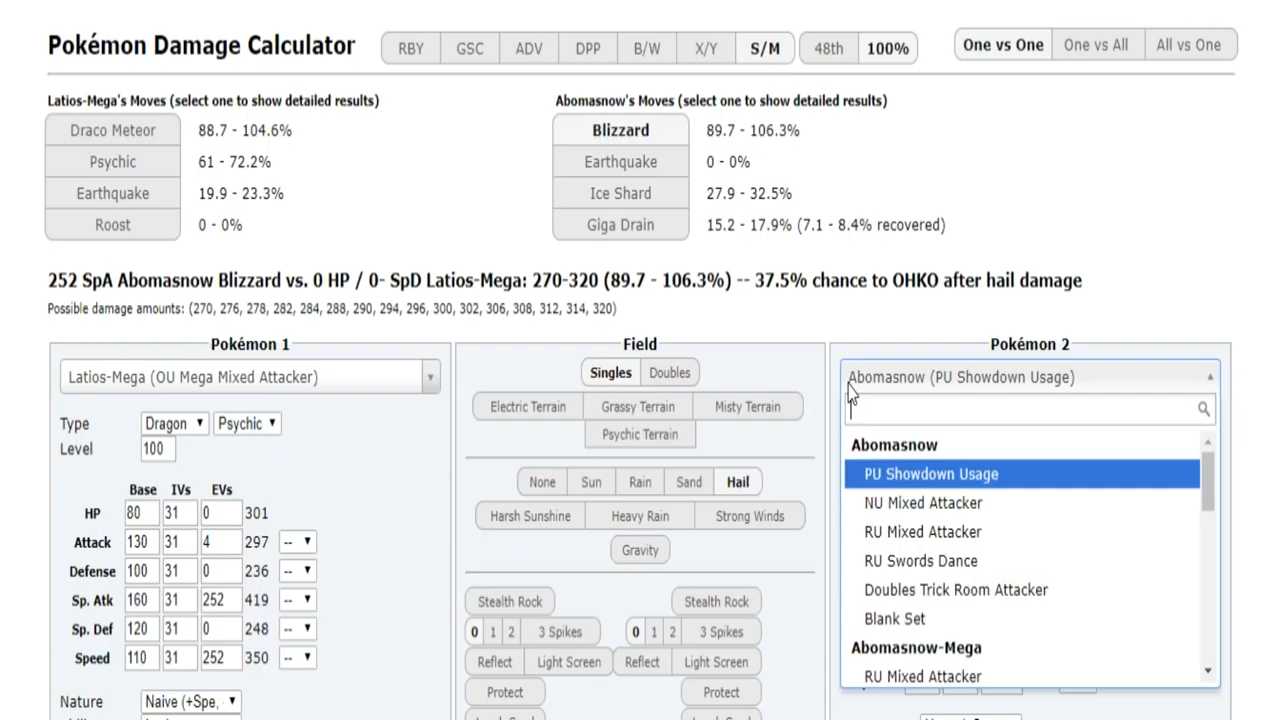 Pokémon Damage Calculator RBY GSC ADV DPP B/W X/Y S/M 48th 100% One vs One One vs All All vs One
Latios-Mega's Moves (select one to show detailed results) Abomasnow's Moves (select one to show detailed results)
Draco Meteor 88.7 - 104.6% Blizzard 89.7 - 106.3%
Psychic 61 - 72.2% Earthquake 0 - 0%
Earthquake 19.9 - 23.3% Ice Shard 27.9 - 32.5%
Roost 0 - 0% Giga Drain 15.2 - 17.9% (7.1 - 8.4% recovered)
252 SpA Abomasnow Blizzard vs. 0 HP / 0- SpD Latios-Mega: 270-320 (89.7 - 106.3%) -- 37.5% chance to OHKO after hail damage
Possible damage amounts: (270, 276, 278, 282, 284, 288, 290, 294, 296, 300, 302, 306, 308, 312, 314, 320)
Pokémon 1
Latios-Mega (OU Mega Mixed Attacker)
Type Dragon Psychic
Level 100
Base IVs EVs
HP 80 31 0 301
Attack 130 31 4 297 --
Defense 100 31 0 236 --
Sp. Atk 160 31 252 419 --
Sp. Def 120 31 0 248 --
Speed 110 31 252 350 --
Nature Naive (+Spe, -
Field
Singles Doubles
Electric Terrain Grassy Terrain Misty Terrain
Psychic Terrain
None Sun Rain Sand Hail
Harsh Sunshine Heavy Rain Strong Winds
Gravity
Stealth Rock Stealth Rock
0 1 2 3 Spikes 0 1 2 3 Spikes
Reflect Light Screen Reflect Light Screen
Protect Protect
Pokémon 2
Abomasnow (PU Showdown Usage)
Abomasnow
PU Showdown Usage
NU Mixed Attacker
RU Mixed Attacker
RU Swords Dance
Doubles Trick Room Attacker
Blank Set
Abomasnow-Mega
RU Mixed Attacker